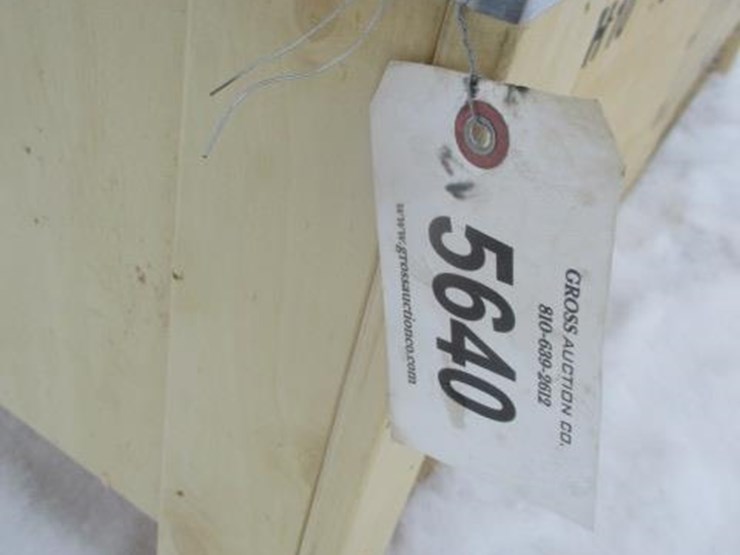 GROSS AUCTION CO.
810-639-2612
5640
www.grossauctionco.com